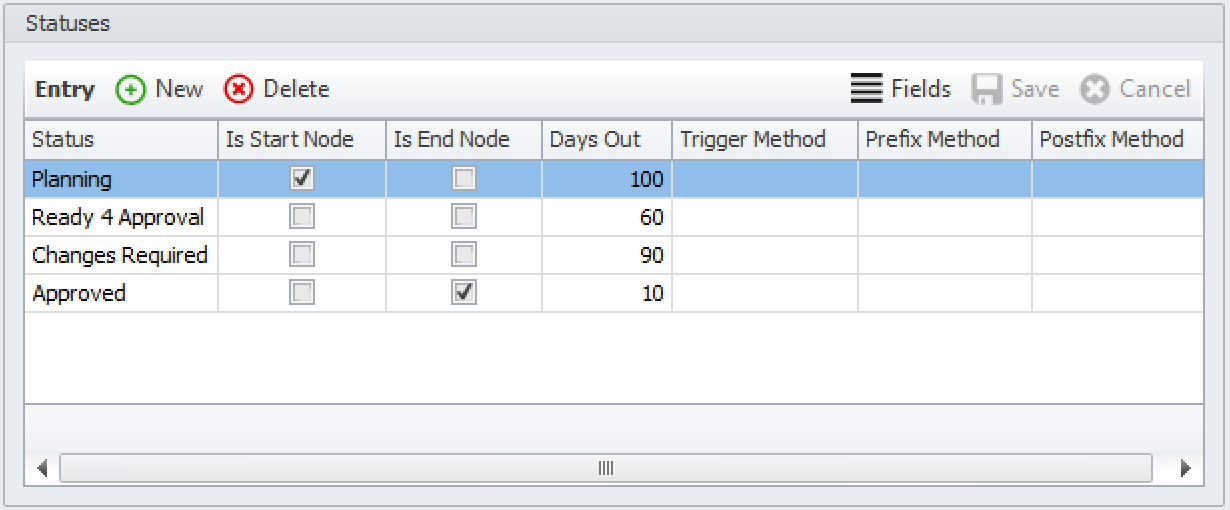 Statuses
Entry New Delete Fields Save Cancel
Status Is Start Node Is End Node Days Out Trigger Method Prefix Method Postfix Method
Planning 100
Ready 4 Approval 60
Changes Required 90
Approved 10